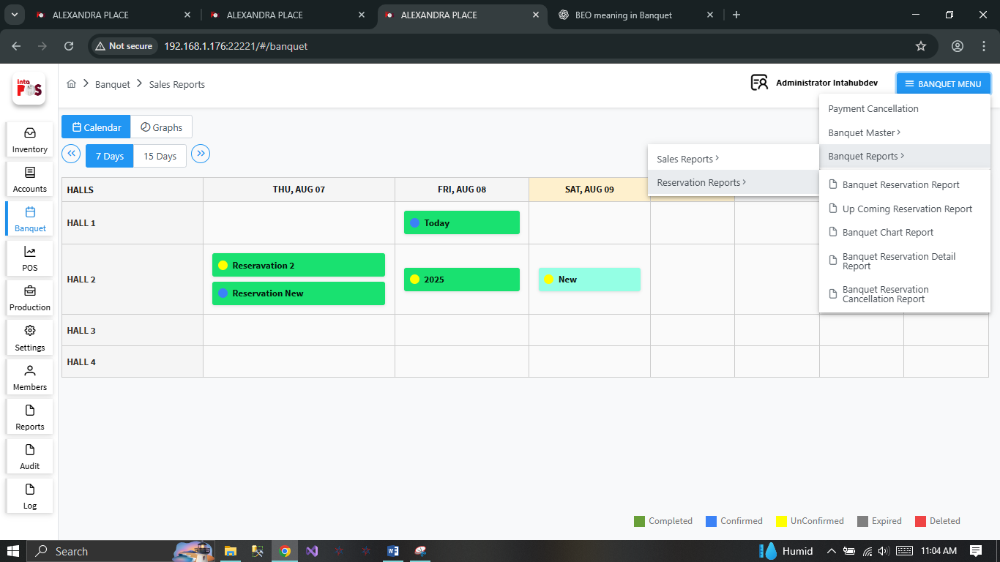 ALEXANDRA PLACE
ALEXANDRA PLACE
ALEXANDRA PLACE
BEO meaning in Banquet
Not secure
192.168.1.176:22221/#/banquet
inta
POS
Banquet
Sales Reports
Administrator Intahubdev
BANQUET MENU
Payment Cancellation
Banquet Master
Banquet Reports
Sales Reports
Reservation Reports
Banquet Reservation Report
Up Coming Reservation Report
Banquet Chart Report
Banquet Reservation Detail
Report
Banquet Reservation
Cancellation Report
Inventory
Accounts
Banquet
POS
Production
Settings
Members
Reports
Audit
Log
Calendar
Graphs
7 Days
15 Days
HALLS
THU, AUG 07
FRI, AUG 08
SAT, AUG 09
HALL 1
Today
HALL 2
Reseravation 2
Reservation New
2025
New
HALL 3
HALL 4
Completed
Confirmed
UnConfirmed
Expired
Deleted
Search
Humid
11:04 AM